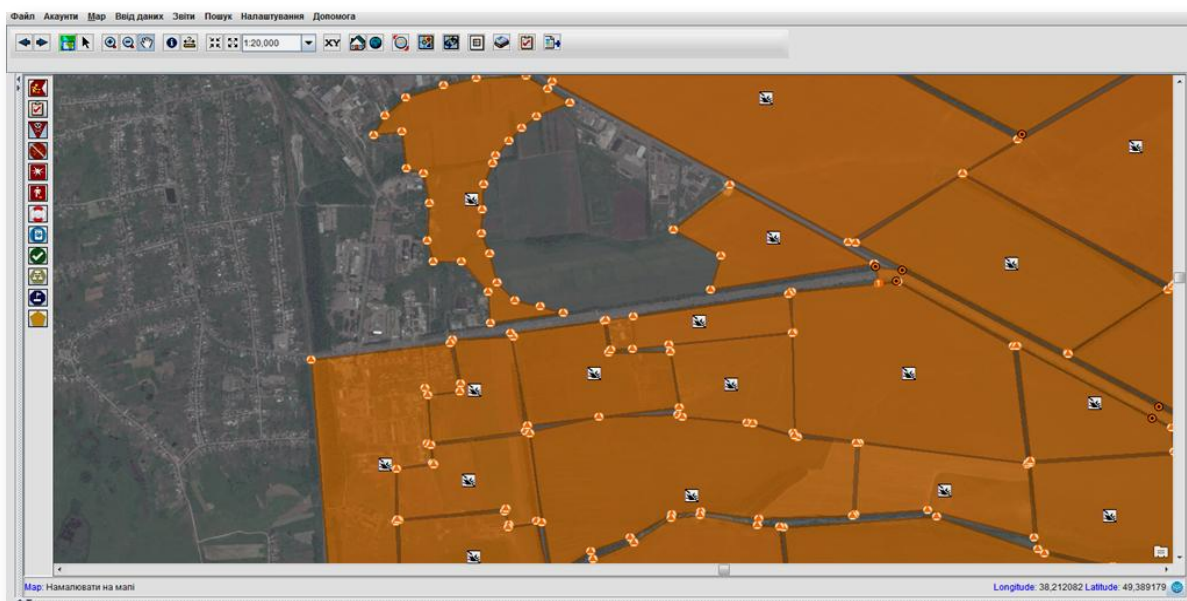 Файл Акаунти Мар Ввід даних Звіти Пошук Налаштування Допомога
1:20,000 XY
Мар: Намалювати на мапі Longitude: 38,212082 Latitude: 49,389179